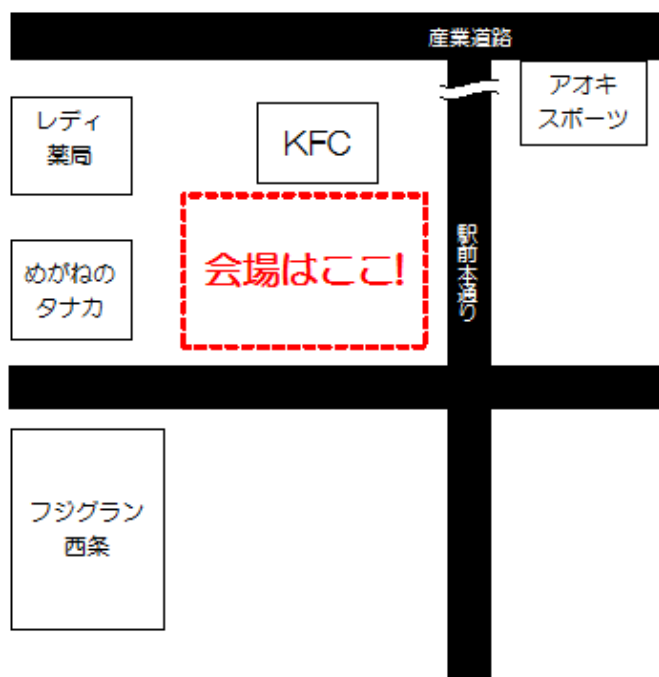 産業道路
アオキ
スポーツ
レディ
薬局
KFC
会場はここ!
駅前本通り
めがねの
タナカ
フジグラン
西条